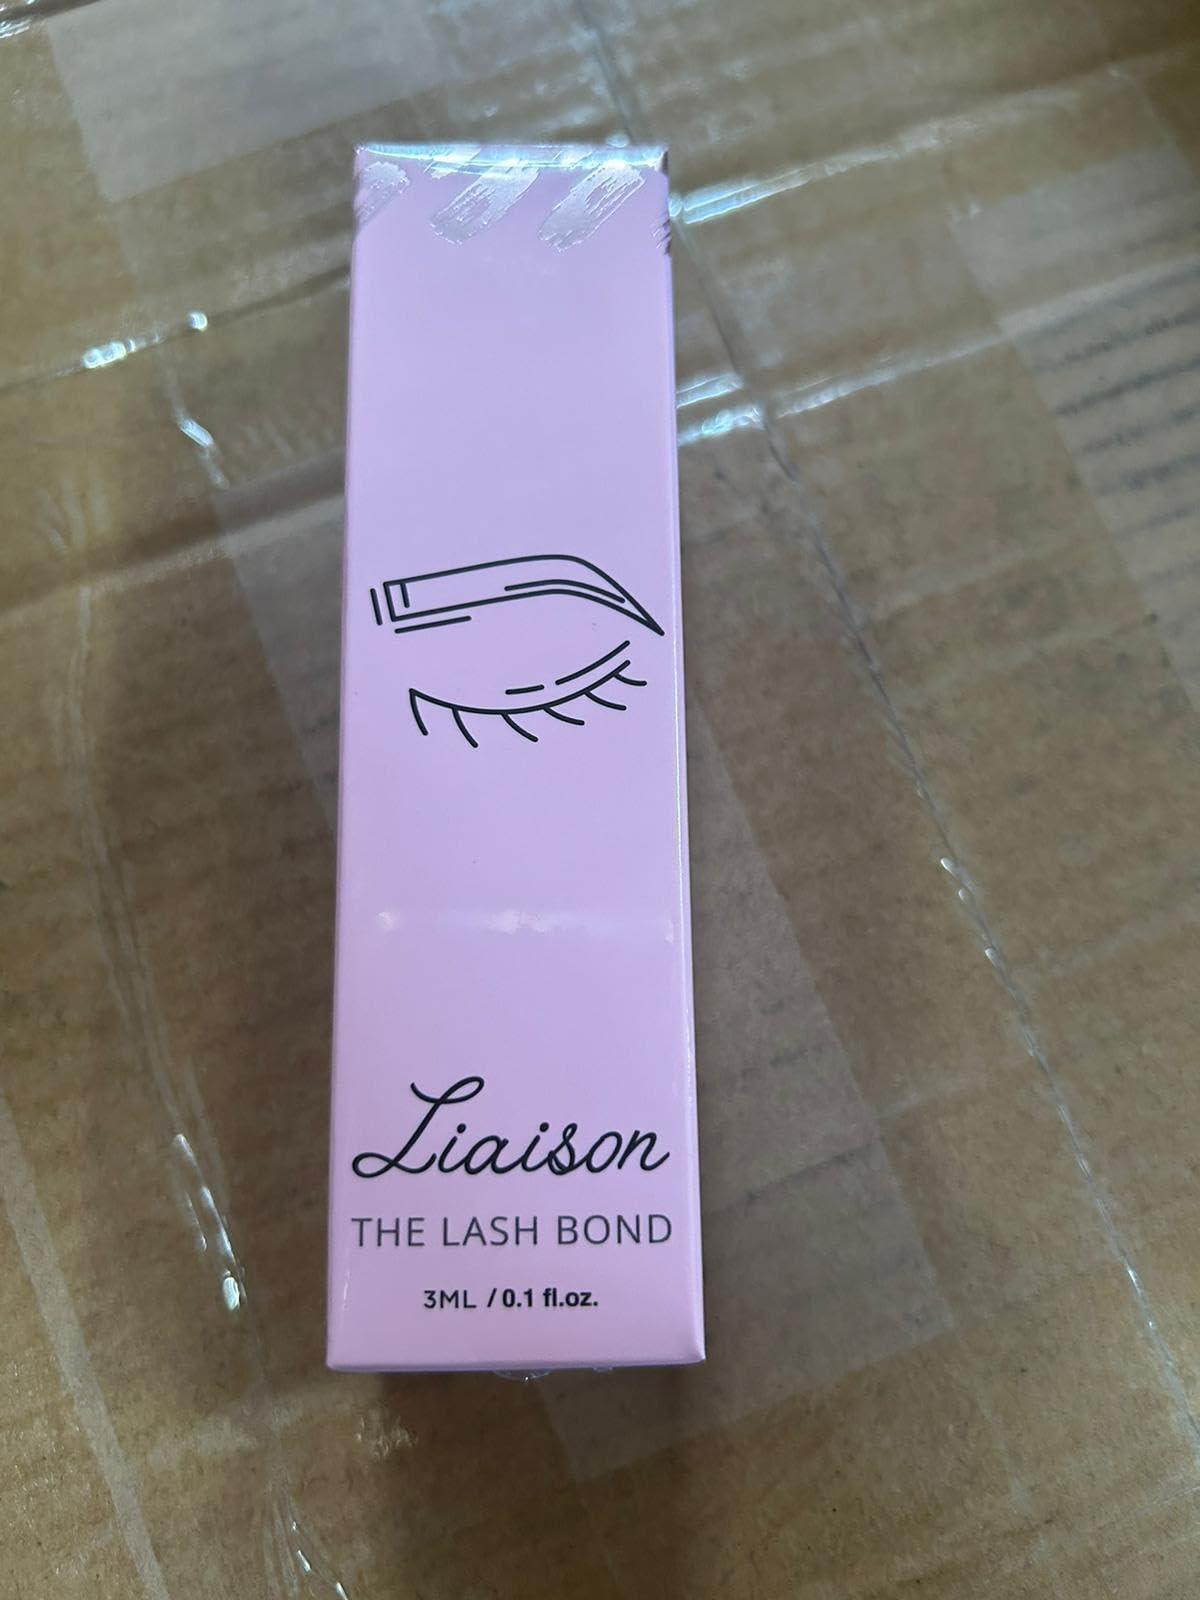 Liaison
THE LASH BOND
3ML / 0.1 fl.oz.